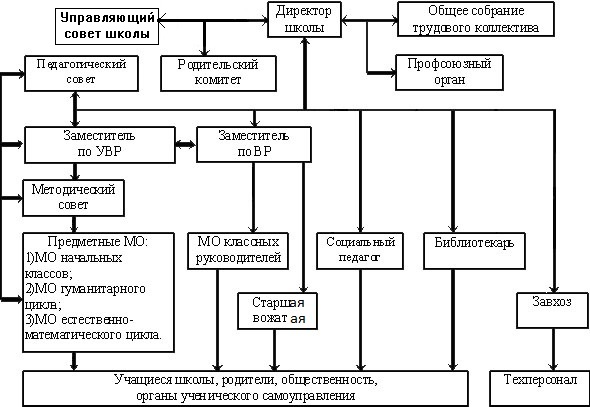 Управляющий
совет школы
Директор
школы
Общее собрание
трудового коллектива
Педагогический
совет
Родительский
комитет
Профсоюзный
орган
Заместитель
по УВР
Заместитель
по ВР
Методический
совет
Предметные МО:
1)МО начальных
классов;
2)МО гуманитарного
цикла;
3)МО естественно-
математического цикла.
МО классных
руководителей
Социальный
педагог
Библиотекарь
Старшая
вожат ая
Завхоз
Учащиеся школы, родители, общественность,
органы ученического самоуправления
Техперсонал